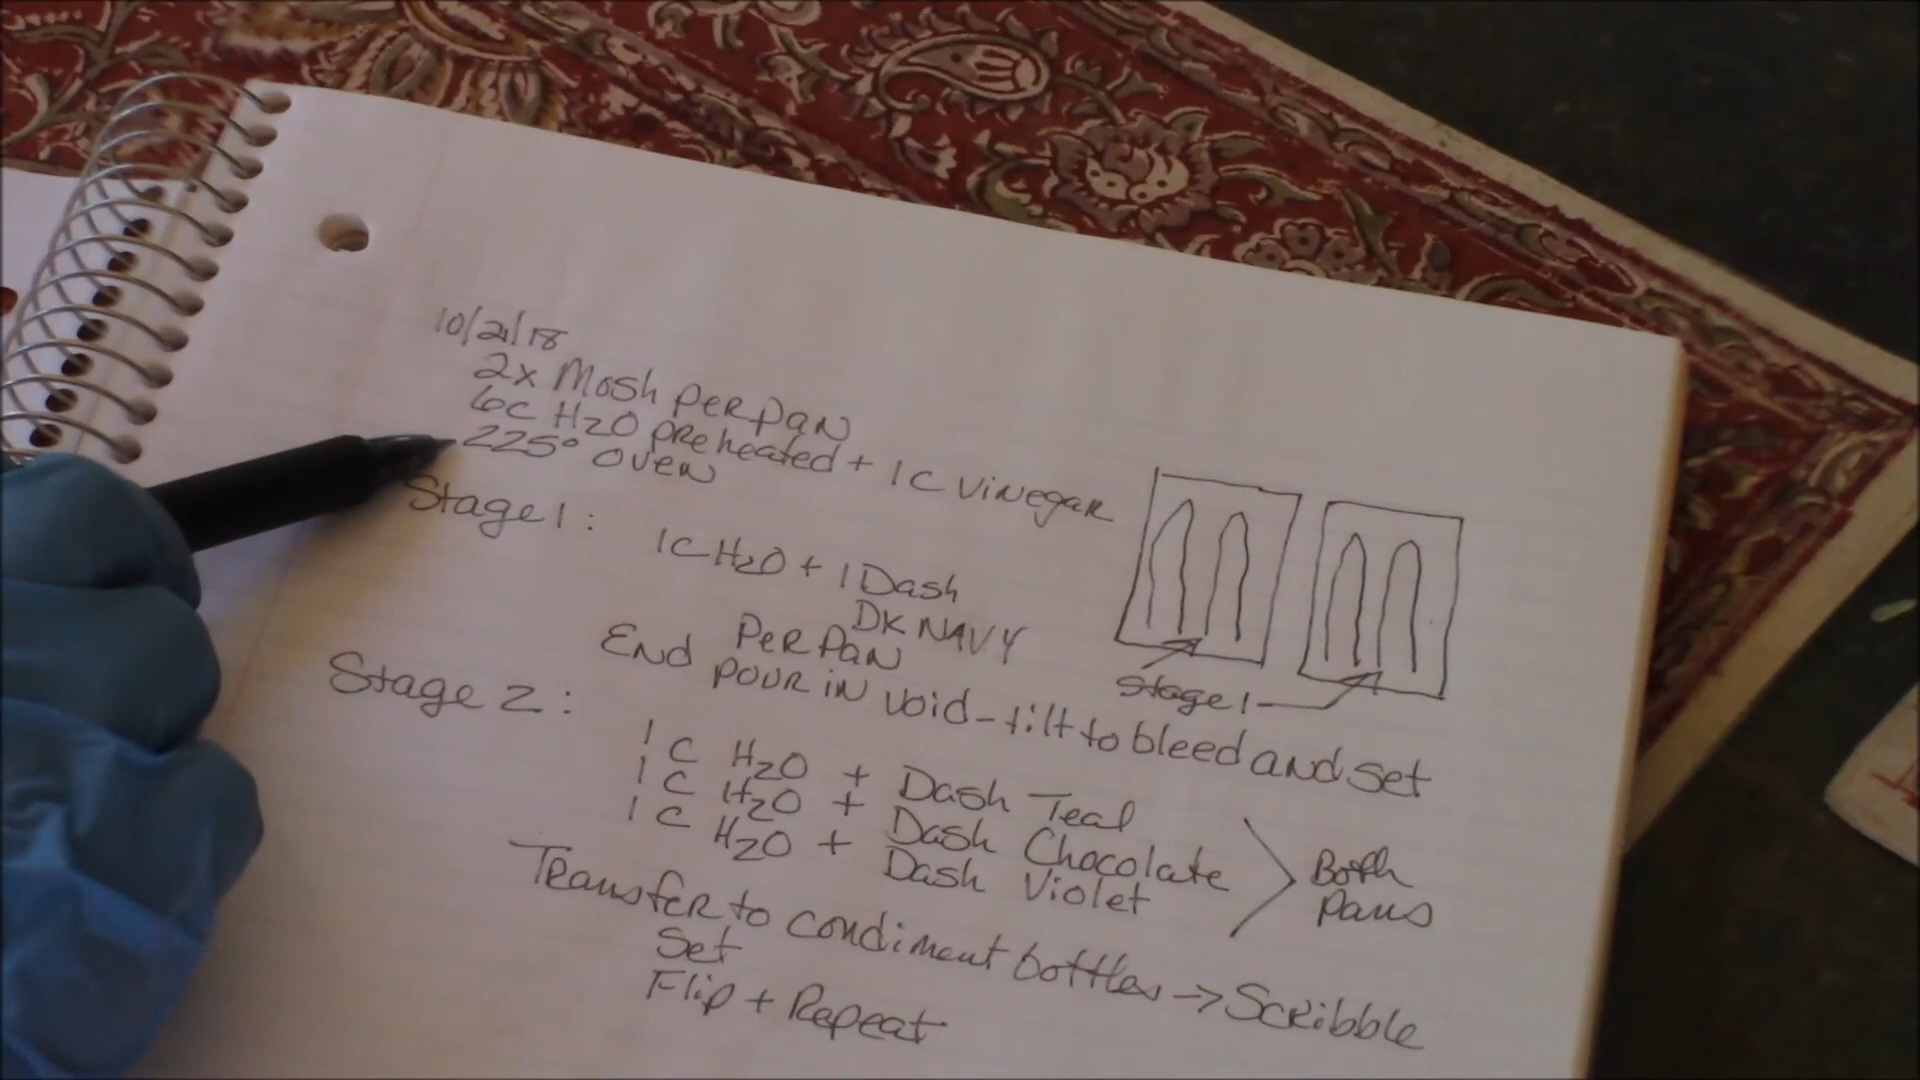 10/21/18
2x Mosh per pan
6c H2O preheated + 1c vinegar
225° oven
Stage 1:
1c H2O + 1 Dash
DK NAVY
Per Pan
End pour in void - tilt to bleed and set
Stage 1
Stage 2:
1 c H2O + Dash Teal
1 c H2O + Dash Chocolate
1 c H2O + Dash Violet
Both
Pans
Transfer to condiment bottles -> Scribble
Set
Flip + Repeat